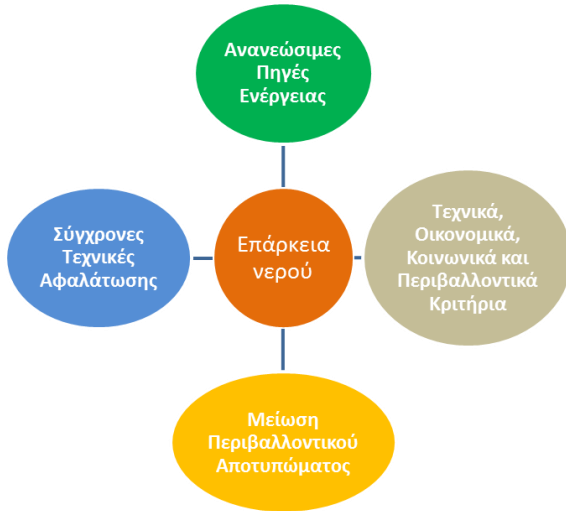 Ανανεώσιμες
Πηγές
Ενέργειας
Σύγχρονες
Τεχνικές
Αφαλάτωσης
Επάρκεια
νερού
Τεχνικά,
Οικονομικά,
Κοινωνικά και
Περιβαλλοντικά
Κριτήρια
Μείωση
Περιβαλλοντικού
Αποτυπώματος